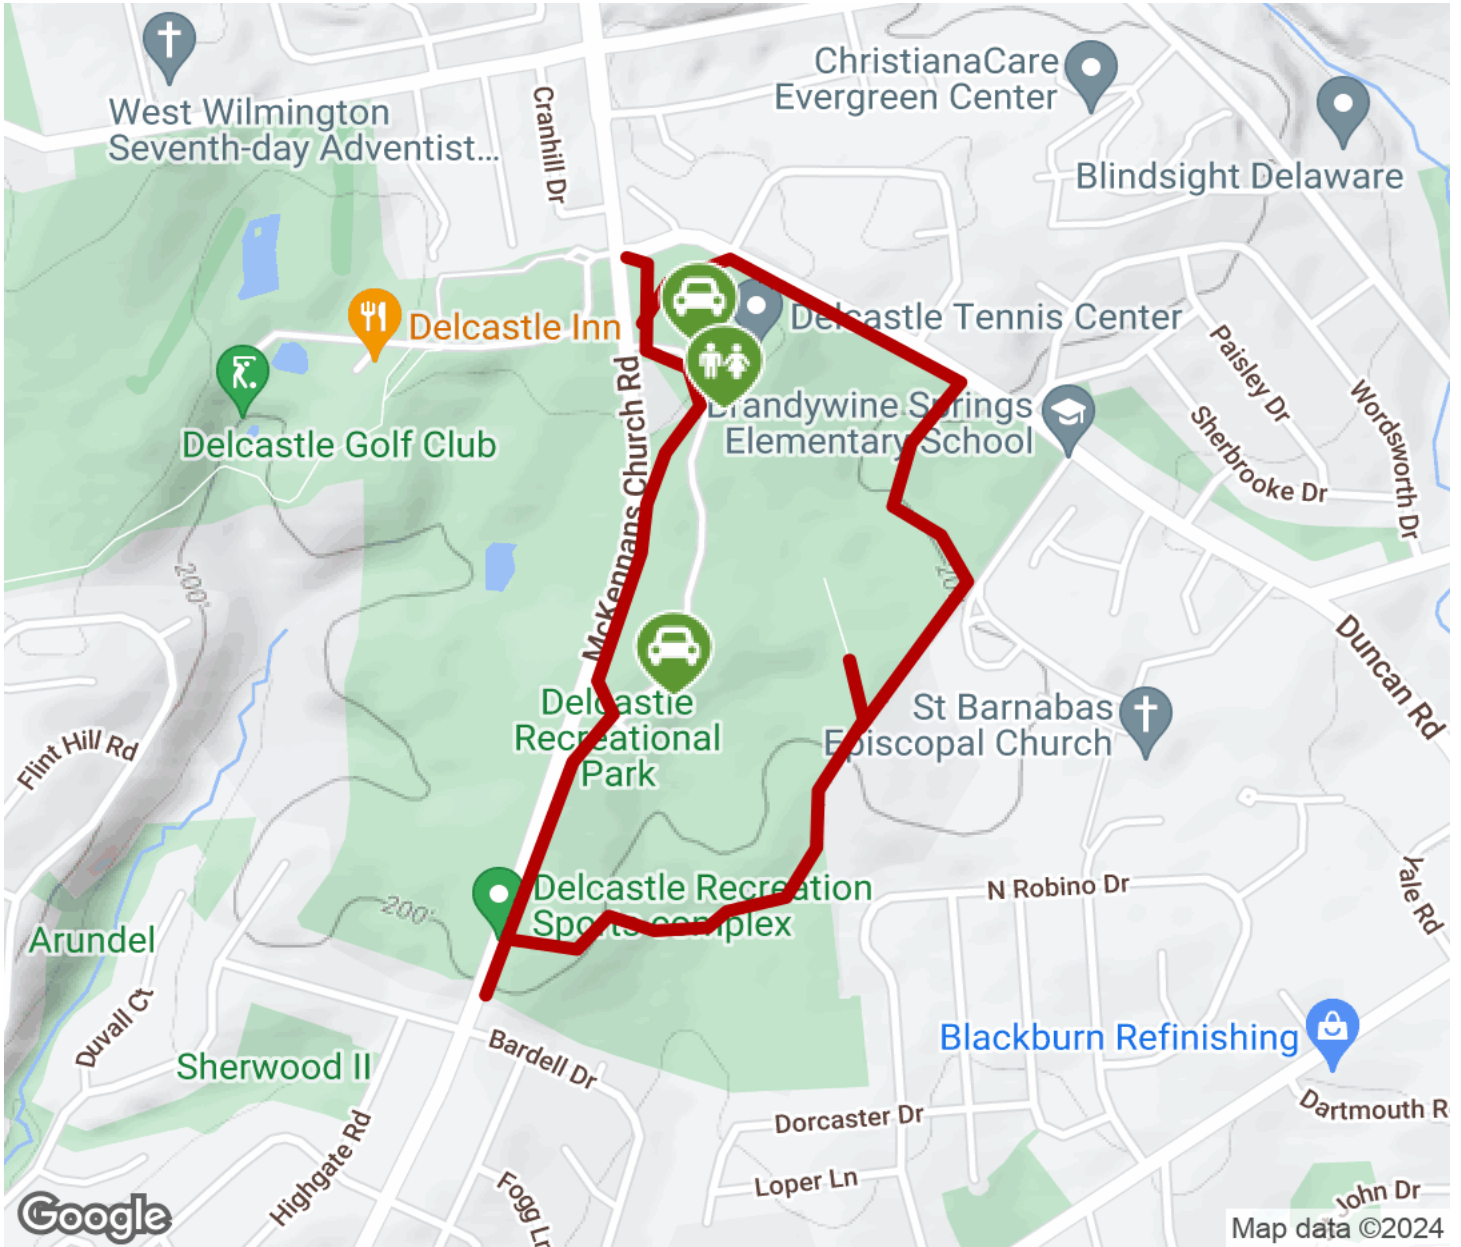 West Wilmington
Seventh-day Adventist...
Cranhill Dr
ChristianaCare
Evergreen Center
Blindsight Delaware
Delcastle Inn
Delcastle Tennis Center
Delcastle Golf Club
Brandywine Springs
Elementary School
Paisley Dr
Sherbrooke Dr
Wordsworth Dr
McKennans Church Rd
200'
Duncan Rd
Flint Hill Rd
Delcastle
Recreational
Park
St Barnabas
Episcopal Church
Delcastle Recreation
Sports complex
N Robino Dr
Yale Rd
200'
Arundel
Duvall Ct
Sherwood II
Bardell Dr
Highgate Rd
Fogg Ln
Blackburn Refinishing
Dartmouth R
Dorcaster Dr
Loper Ln
John Dr
Google
Map data ©2024